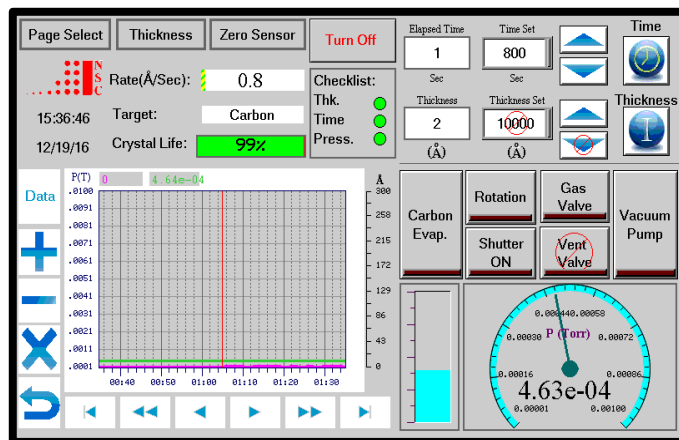 Page Select
Thickness
Zero Sensor
Turn Off
Elapsed Time
Time Set
Time
1
800
Sec
Sec
NSC
Rate(Å/Sec):
0.8
Checklist:
Thk.
Time
Press.
15:36:46
Target:
Carbon
12/19/16
Crystal Life:
99%
Thickness
Thickness Set
Thickness
2
10000
(Å)
(Å)
Data
P(T)
0
4.64e-04
Å
.0100
.0091
.0081
.0071
.0061
.0051
.0041
.0031
.0021
.0011
.0001
300
258
215
172
129
86
43
0
00:40
00:50
01:00
01:10
01:20
01:30
Carbon Evap.
Rotation
Gas Valve
Vacuum Pump
Shutter ON
Vent Valve
0.00058
0.00030
P (Torr)
0.00072
0.00016
0.00086
4.63e-04
0.00001
0.00100